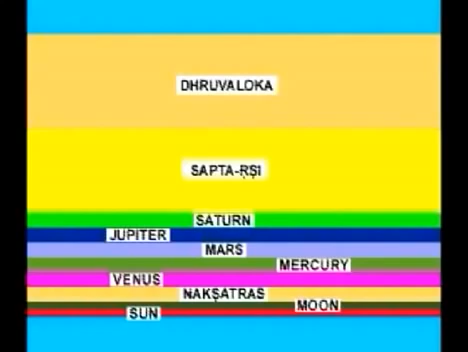 DHRUVALOKA
SAPTA-ṚṢI
SATURN
JUPITER
MARS
MERCURY
VENUS
NAKṢATRAS
MOON
SUN